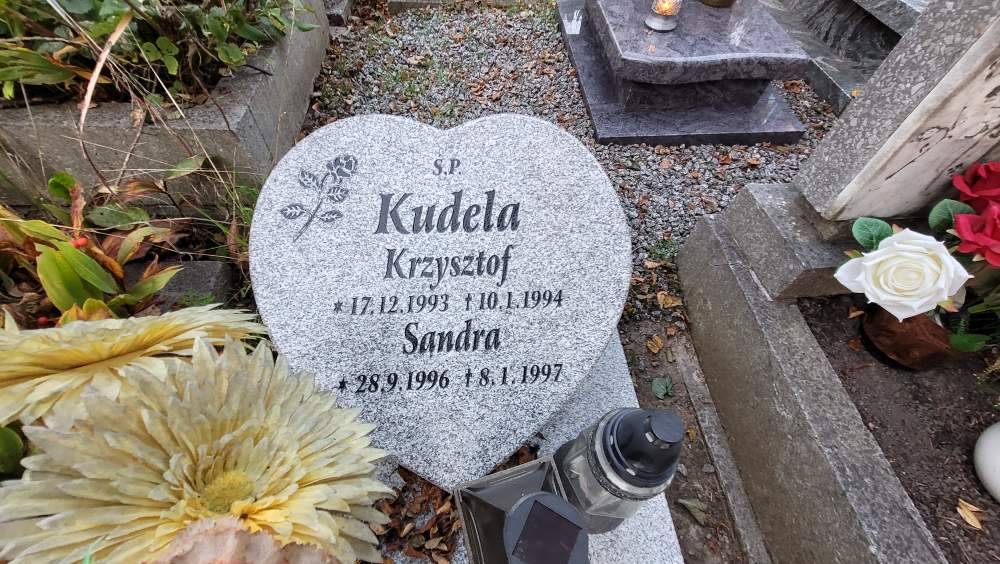 Ś.P.
Kudela
Krzysztof
* 17.12.1993 † 10.1.1994
Sandra
* 28.9.1996 † 8.1.1997